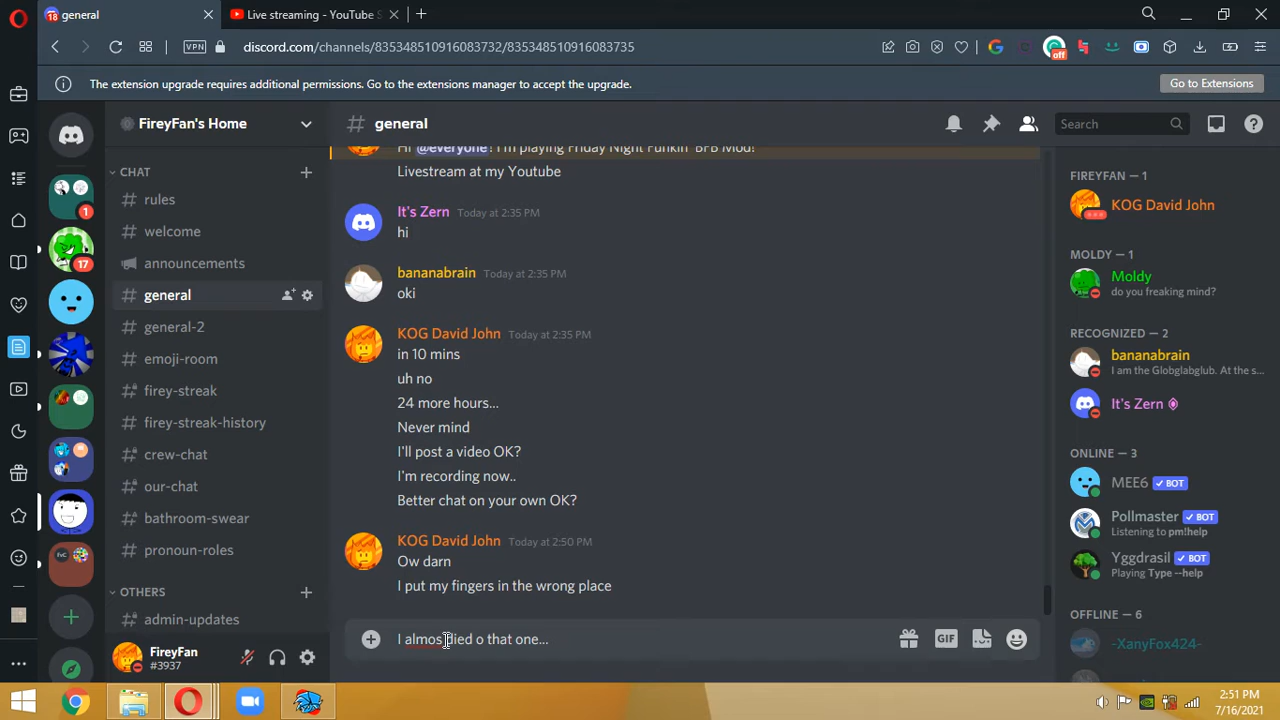 18 general
Live streaming - YouTube S
VPN
discord.com/channels/835348510916083732/835348510916083735
off
The extension upgrade requires additional permissions. Go to the extensions manager to accept the upgrade.
Go to Extensions
FireyFan's Home
# general
Search
CHAT
rules
welcome
announcements
# general
# general-2
# emoji-room
firey-streak
firey-streak-history
crew-chat
our-chat
bathroom-swear
pronoun-roles
OTHERS
admin-updates
1
17
FvC
FireyFan
#3937
Hi @everyone! I'm playing Friday Night Funkin' BFB Mod!
Livestream at my Youtube
It's Zern Today at 2:35 PM
hi
bananabrain Today at 2:35 PM
oki
KOG David John Today at 2:35 PM
in 10 mins
uh no
24 more hours...
Never mind
I'll post a video OK?
I'm recording now..
Better chat on your own OK?
KOG David John Today at 2:50 PM
Ow darn
I put my fingers in the wrong place
I almos died o that one...
GIF
FIREYFAN — 1
KOG David John
MOLDY — 1
Moldy
do you freaking mind?
RECOGNIZED — 2
bananabrain
I am the Globglabglub. At the s...
It's Zern
ONLINE — 3
MEE6 BOT
Pollmaster BOT
Listening to pm!help
Yggdrasil BOT
Playing Type --help
OFFLINE — 6
-XanyFox424-
2:51 PM
7/16/2021